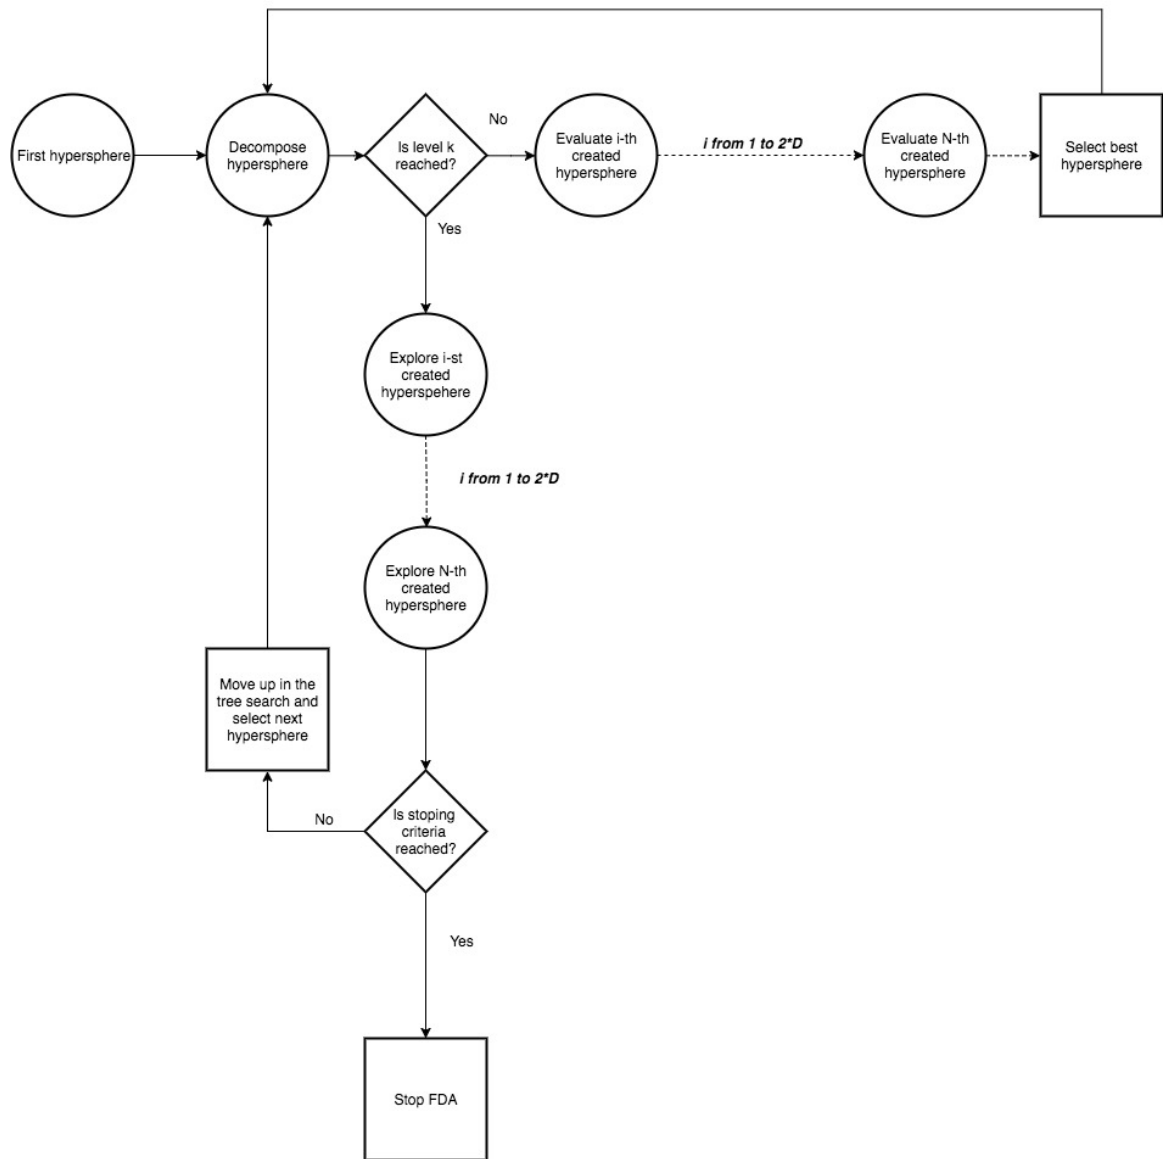 First hypersphere
Decompose
hypersphere
Is level k
reached?
No
Evaluate i-th
created
hypersphere
i from 1 to 2*D
Evaluate N-th
created
hypersphere
Select best
hypersphere
Yes
Explore i-st
created
hyperspehere
i from 1 to 2*D
Explore N-th
created
hypersphere
Move up in the
tree search and
select next
hypersphere
No
Is stoping
criteria
reached?
Yes
Stop FDA